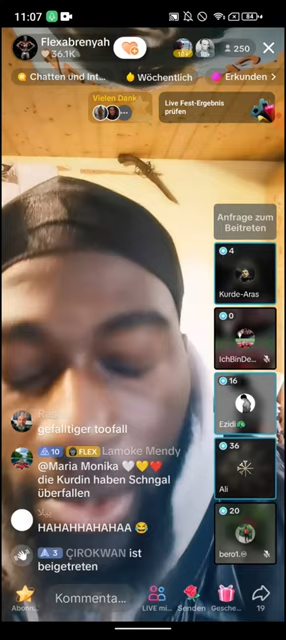 11:07
84
Flexabrenyah
36.1K
250
Chatten und Int...
Wöchentlich
Erkunden >
Vielen Dank
Live Fest-Ergebnis
prüfen
Anfrage zum
Beitreten
4
Kurde-Aras
0
IchBinDe...
16
Ezidi
36
Ali
20
bero1.
gefälltiger toofall
10 FLEX Lamoke Mendy
@Maria Monika 🤍💛❤️
die Kurdin haben Schngal
überfallen
HAHAHHAHAHAA 😂
3 ÇIROKWAN ist
beigetreten
Abonn...
Kommenta...
LIVE mi...
Senden
Gesche...
19